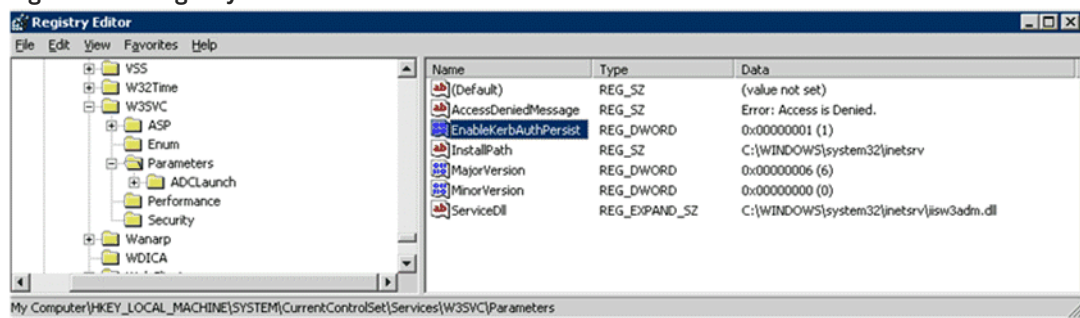 Registry Editor
File Edit View Favorites Help
VSS
W32Time
W3SVC
ASP
Enum
Parameters
ADCLaunch
Performance
Security
Wanarp
WDICA
Name Type Data
(Default) REG_SZ (value not set)
AccessDeniedMessage REG_SZ Error: Access is Denied.
EnableKerbAuthPersist REG_DWORD 0x00000001 (1)
InstallPath REG_SZ C:\WINDOWS\system32\inetsrv
MajorVersion REG_DWORD 0x00000006 (6)
MinorVersion REG_DWORD 0x00000000 (0)
ServiceDll REG_EXPAND_SZ C:\WINDOWS\system32\inetsrv\iisw3adm.dll
My Computer\HKEY_LOCAL_MACHINE\SYSTEM\CurrentControlSet\Services\W3SVC\Parameters